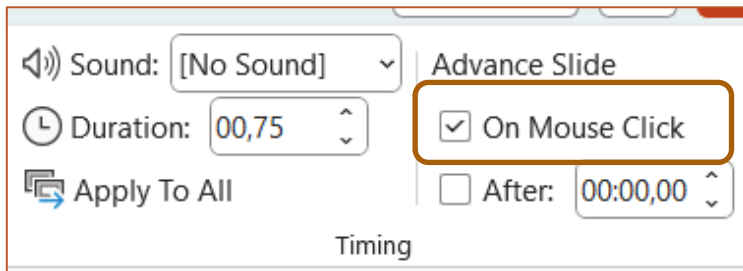 Sound: [No Sound]
Duration: 00,75
Apply To All
Advance Slide
On Mouse Click
After: 00:00,00
Timing